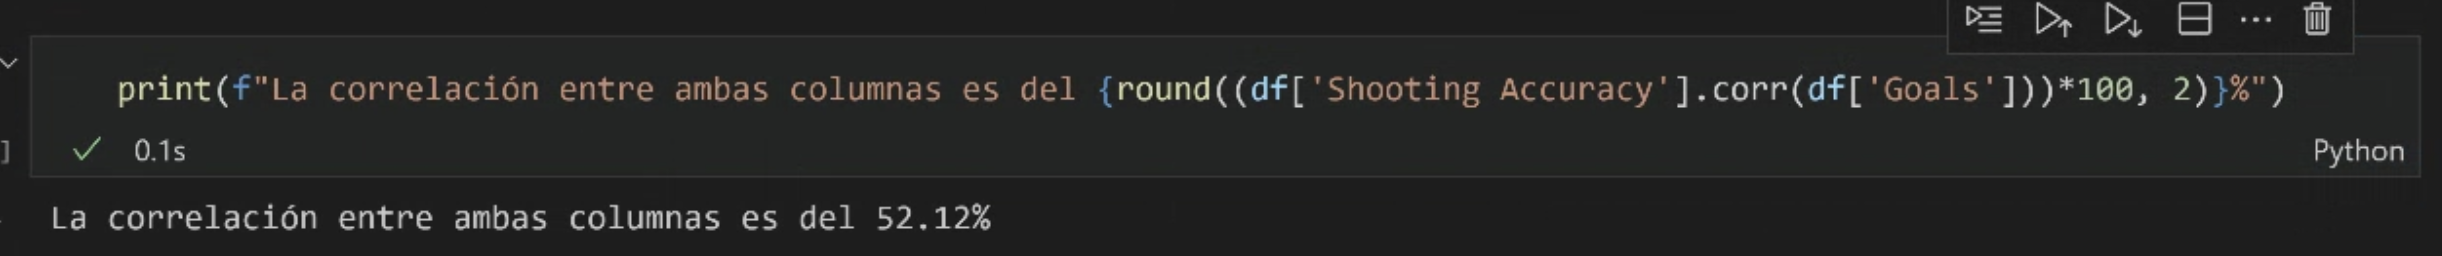 print(f"La correlación entre ambas columnas es del {round((df['Shooting Accuracy'].corr(df['Goals']))*100, 2)}%")
0.1s
Python
]
La correlación entre ambas columnas es del 52.12%